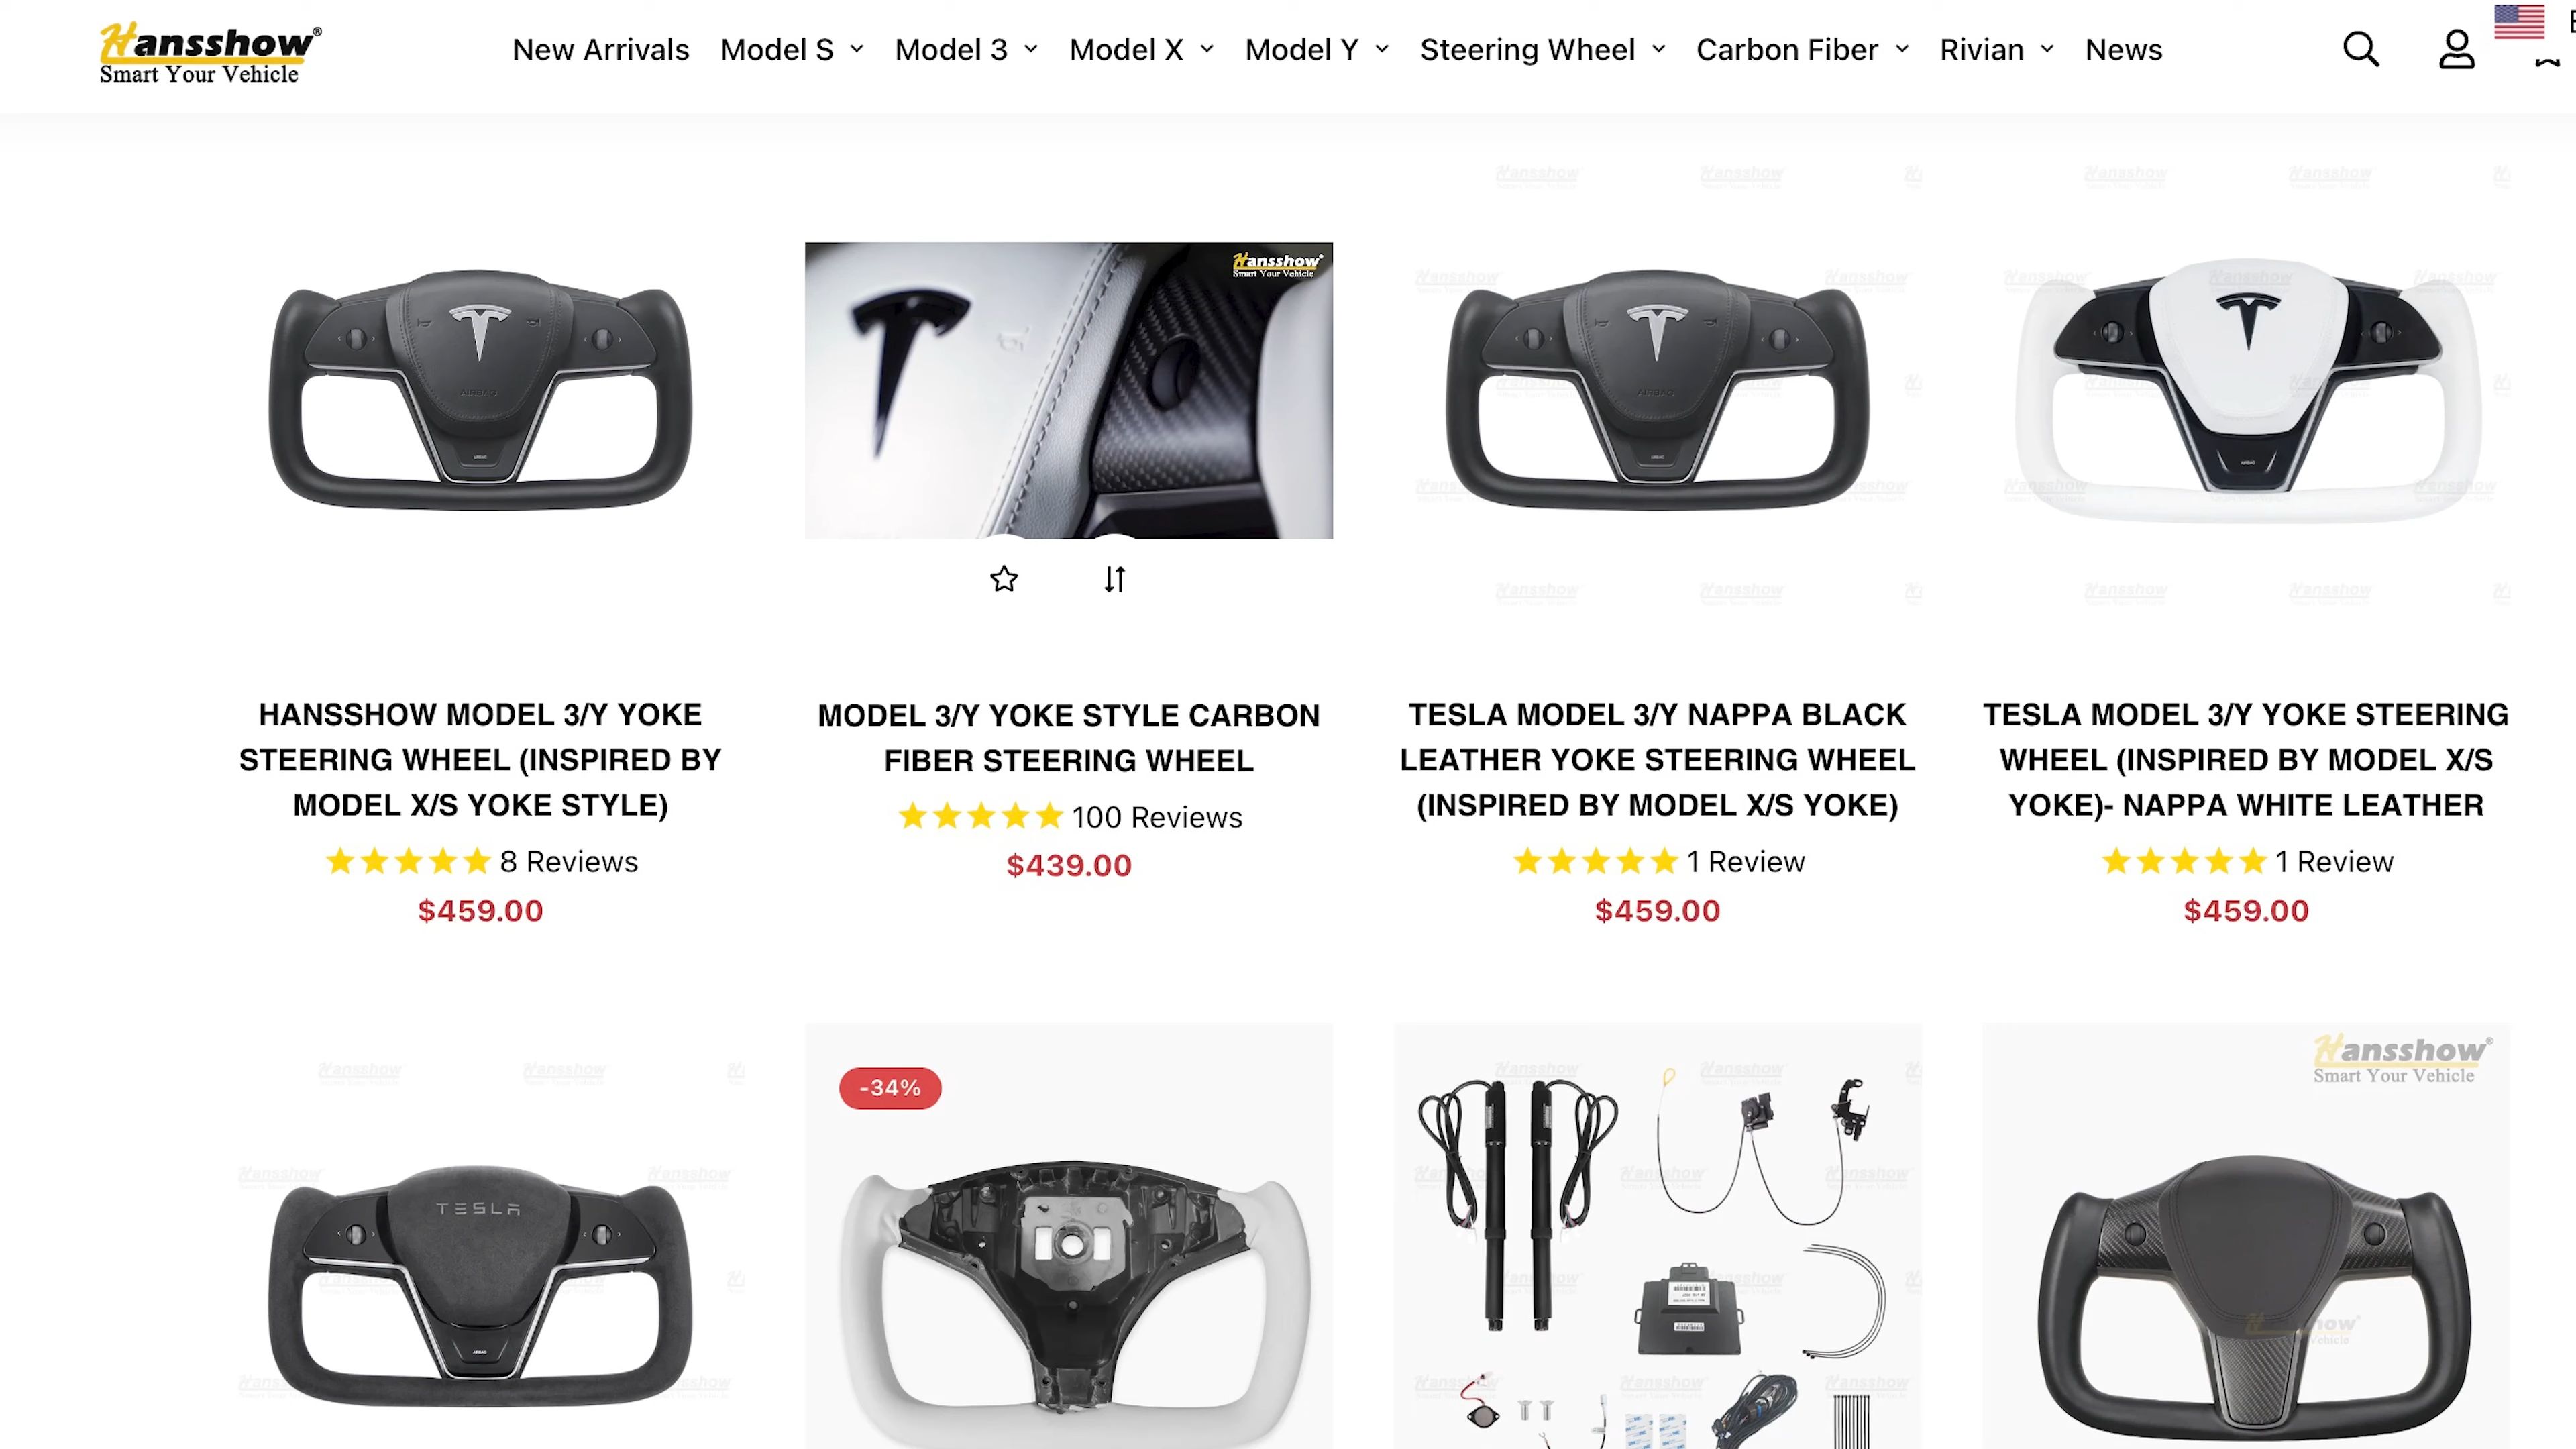 Hansshow®
Smart Your Vehicle
New Arrivals Model S Model 3 Model X Model Y Steering Wheel Carbon Fiber Rivian News
Hansshow®
Smart Your Vehicle
AIRBAG
AIRBAG
HANSSHOW MODEL 3/Y YOKE
STEERING WHEEL (INSPIRED BY
MODEL X/S YOKE STYLE)
8 Reviews
$459.00
MODEL 3/Y YOKE STYLE CARBON
FIBER STEERING WHEEL
100 Reviews
$439.00
TESLA MODEL 3/Y NAPPA BLACK
LEATHER YOKE STEERING WHEEL
(INSPIRED BY MODEL X/S YOKE)
1 Review
$459.00
TESLA MODEL 3/Y YOKE STEERING
WHEEL (INSPIRED BY MODEL X/S
YOKE)- NAPPA WHITE LEATHER
1 Review
$459.00
TESLA
-34%
Hansshow®
Smart Your Vehicle